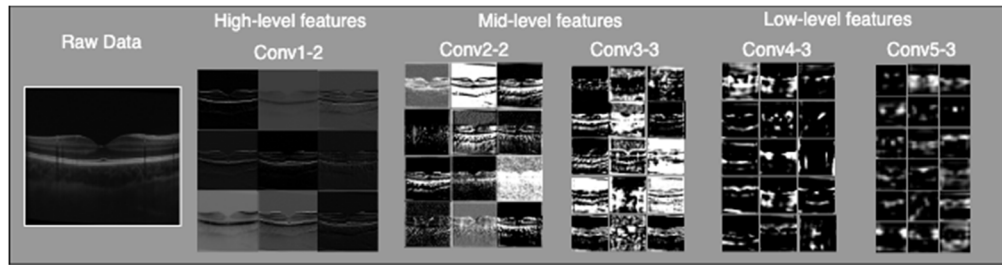 Raw Data
High-level features
Conv1-2
Mid-level features
Conv2-2
Conv3-3
Low-level features
Conv4-3
Conv5-3